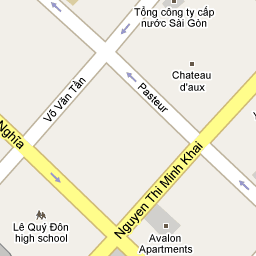 Tổng công ty cấp
nước Sài Gòn
Võ Văn Tần
Pasteur
Chateau
d'aux
Nghĩa
Nguyen Thi Minh Khai
Lê Quý Đôn
high school
Avalon
Apartments